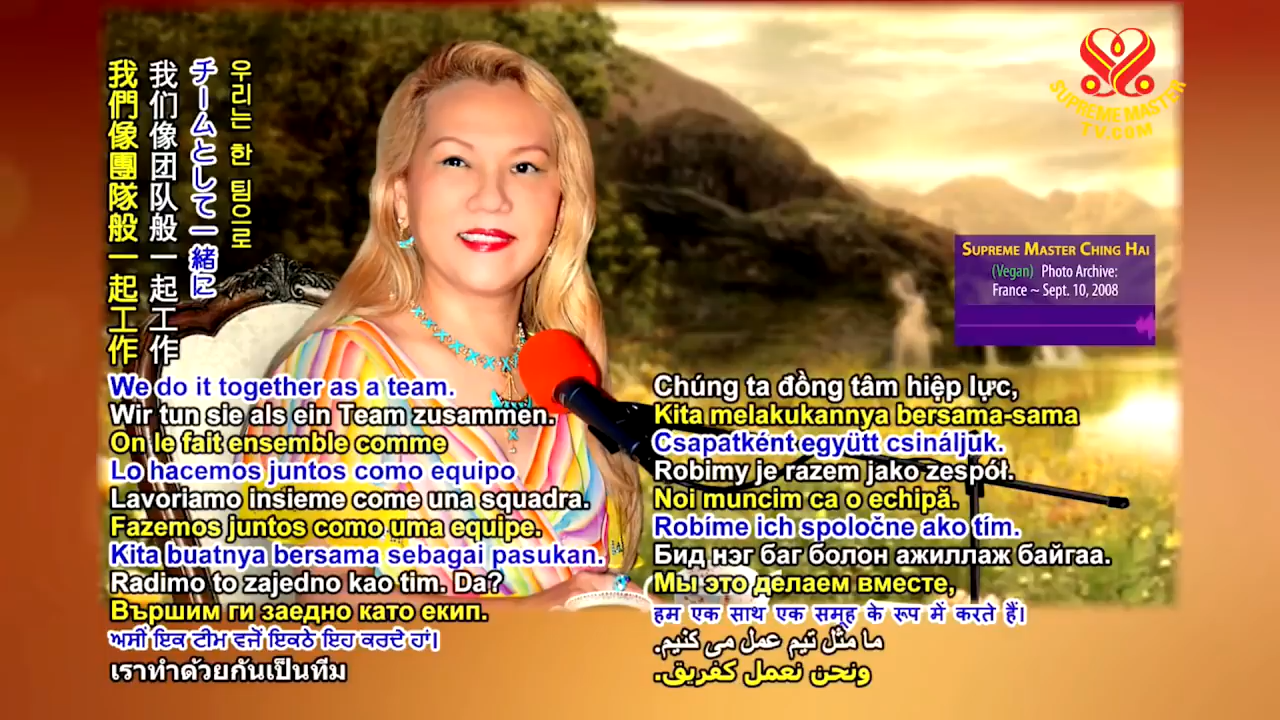 我們像團隊般一起工作
我们像团队般一起工作
チームとして一緒に
우리는 한 팀으로
SUPREME MASTER
TV.COM
SUPREME MASTER CHING HAI
(Vegan) Photo Archive:
France ~ Sept. 10, 2008
We do it together as a team.
Wir tun sie als ein Team zusammen.
On le fait ensemble comme
Lo hacemos juntos como equipo.
Lavoriamo insieme come una squadra.
Fazemos juntos como uma equipe.
Kita buatnya bersama sebagai pasukan.
Radimo to zajedno kao tim. Da?
Вършим ги заедно като екип.
ਅਸੀਂ ਇਕ ਟੀਮ ਵਜੋਂ ਇਕਠੇ ਇਹ ਕਰਦੇ ਹਾਂ।
เราทำด้วยกันเป็นทีม
Chúng ta đồng tâm hiệp lực,
Kita melakukannya bersama-sama
Csapatként együtt csináljuk.
Robimy je razem jako zespół.
Noi muncim ca o echipă.
Robíme ich spoločne ako tím.
Бид нэг баг болон ажиллаж байгаа.
Мы это делаем вместе,
हम एक साथ एक समूह के रूप में करते हैं।
ما مثل تیم عمل می کنیم.
ونحن نعمل كفريق.